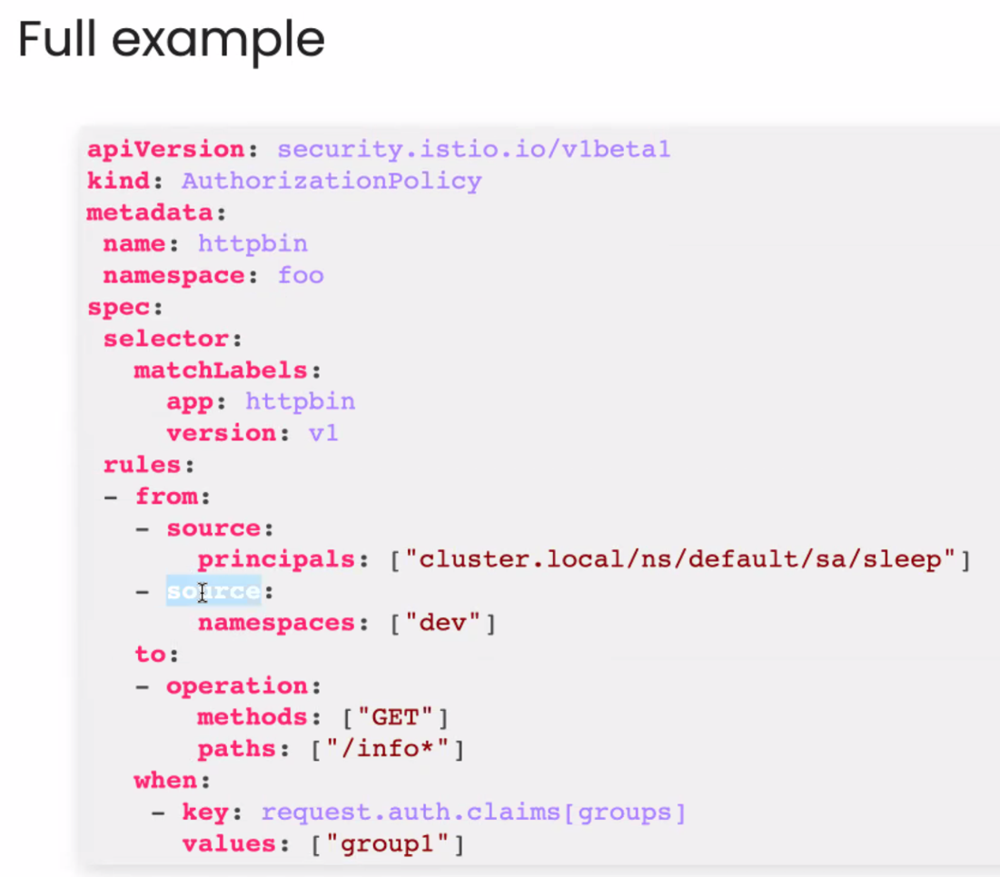 Full example
apiVersion: security.istio.io/v1beta1
kind: AuthorizationPolicy
metadata:
 name: httpbin
 namespace: foo
spec:
 selector:
   matchLabels:
     app: httpbin
     version: v1
 rules:
 - from:
   - source:
       principals: ["cluster.local/ns/default/sa/sleep"]
   - source:
       namespaces: ["dev"]
   to:
   - operation:
       methods: ["GET"]
       paths: ["/info*"]
   when:
    - key: request.auth.claims[groups]
      values: ["group1"]